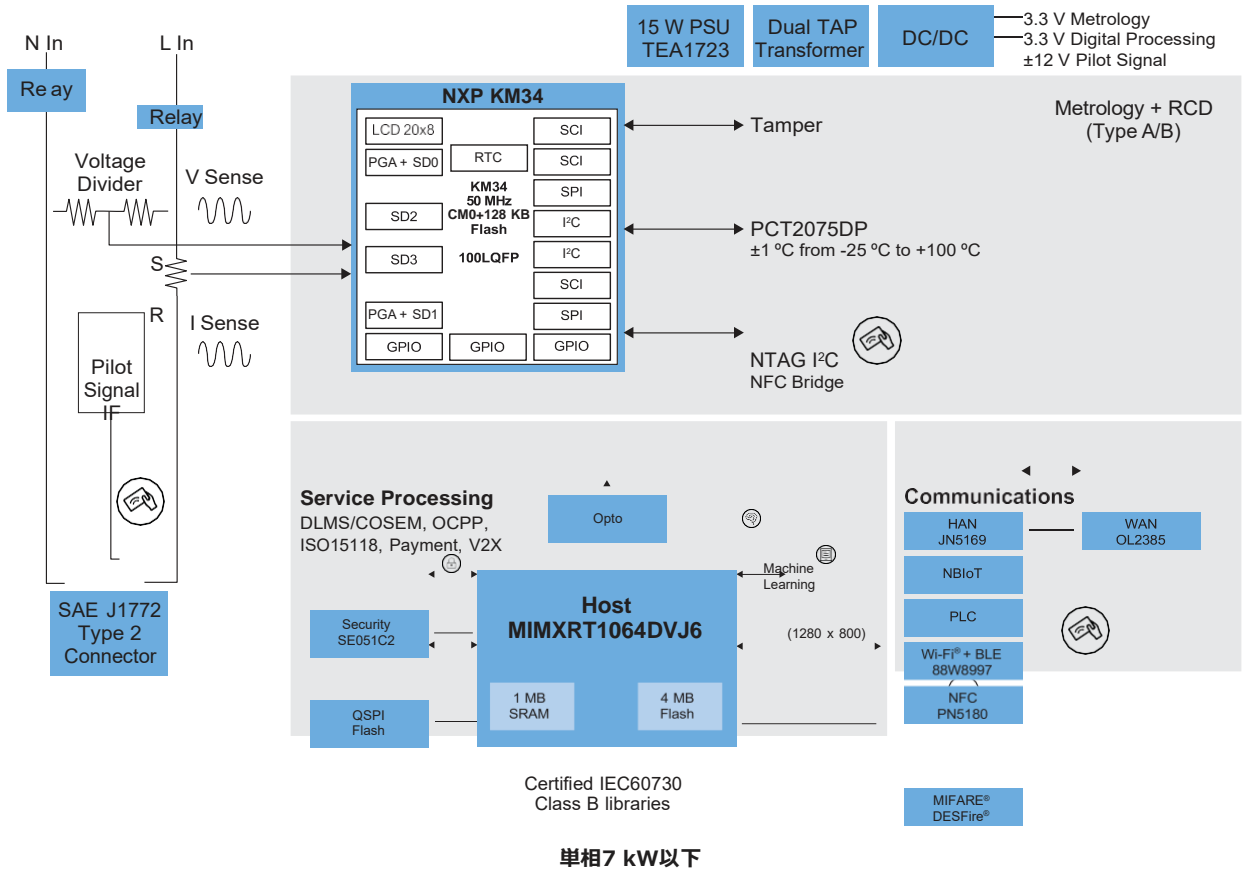 15 W PSU
TEA1723
Dual TAP
Transformer
DC/DC
3.3 V Metrology
3.3 V Digital Processing
±12 V Pilot Signal
N In
L In
Re ay
Relay
Voltage
Divider
V Sense
S
R
I Sense
Pilot
Signal
IF
SAE J1772
Type 2
Connector
NXP KM34
LCD 20x8
PGA + SD0
SD2
SD3
PGA + SD1
GPIO
RTC
KM34
50 MHz
CM0+128 KB
Flash
100LQFP
GPIO
SCI
SCI
SPI
I²C
I²C
SCI
SPI
GPIO
Tamper
PCT2075DP
±1 ºC from -25 ºC to +100 ºC
NTAG I²C
NFC Bridge
Metrology + RCD
(Type A/B)
Service Processing
DLMS/COSEM, OCPP,
ISO15118, Payment, V2X
Opto
Machine
Learning
Security
SE051C2
QSPI
Flash
Host
MIMXRT1064DVJ6
1 MB
SRAM
4 MB
Flash
(1280 x 800)
Certified IEC60730
Class B libraries
Communications
HAN
JN5169
WAN
OL2385
NBIoT
PLC
Wi-Fi® + BLE
88W8997
NFC
PN5180
MIFARE®
DESFire®
単相7 kW以下